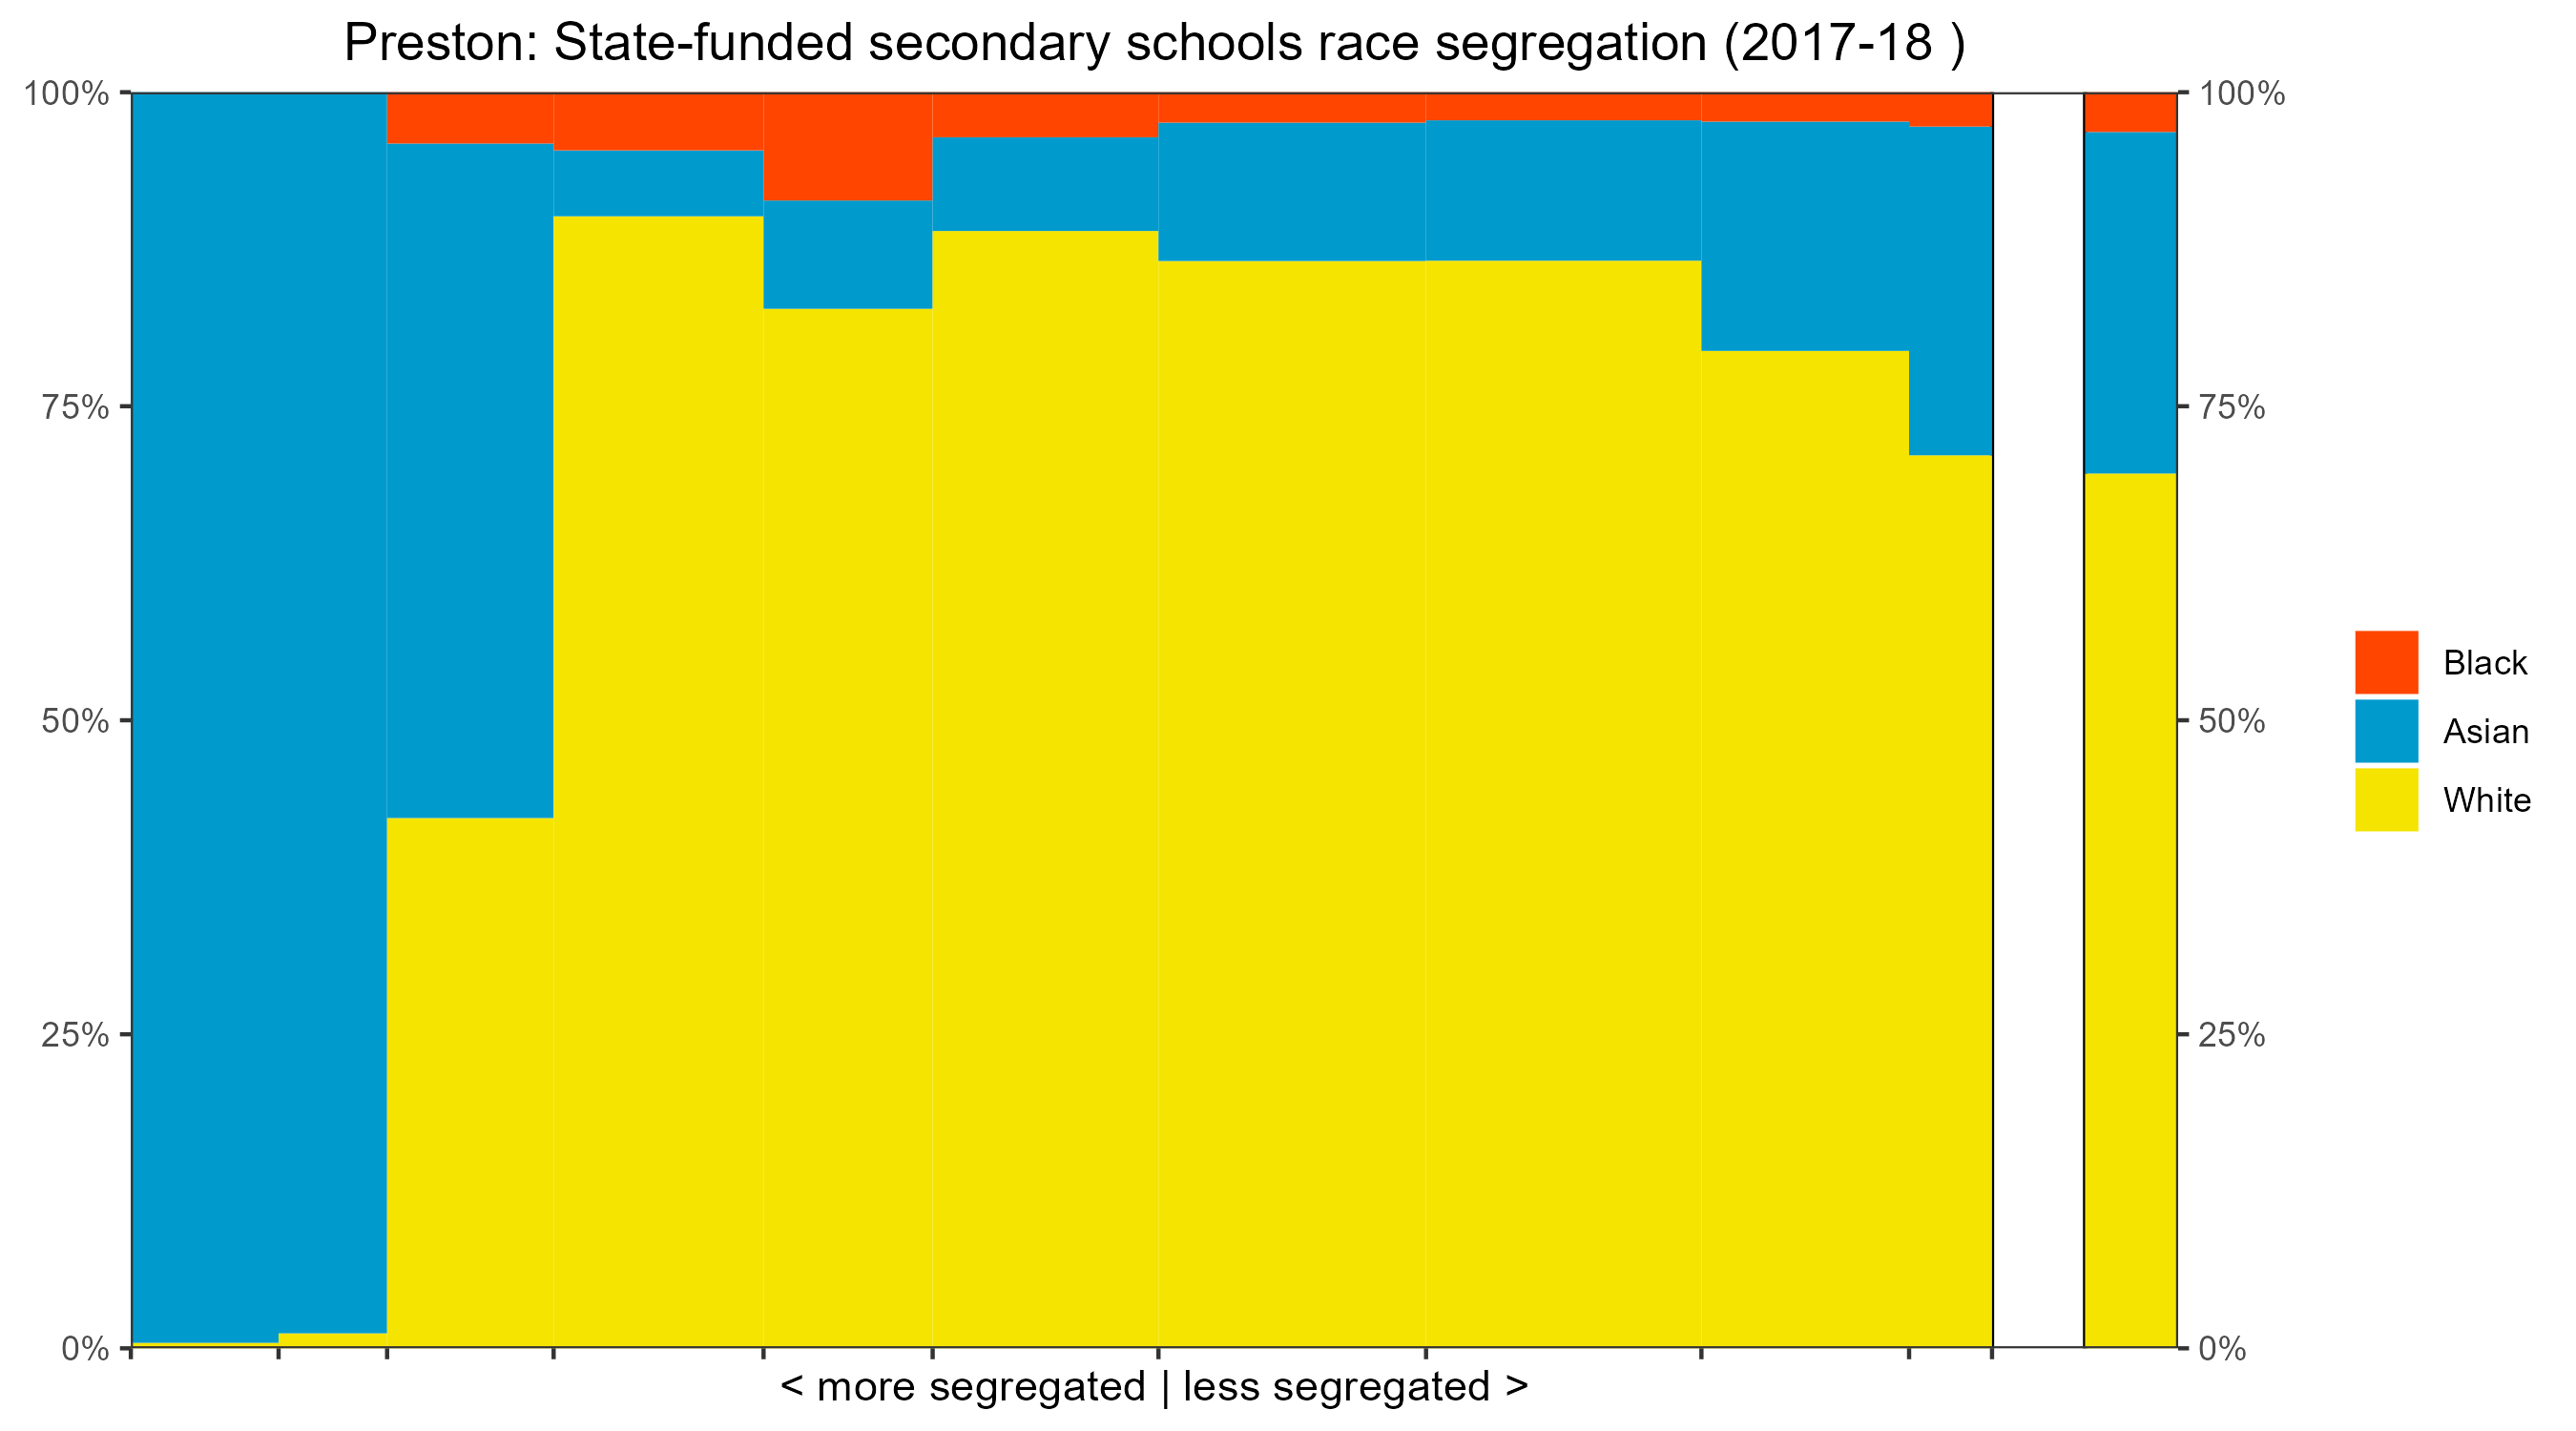 Preston: State-funded secondary schools race segregation (2017-18 )
100%
75%
50%
25%
0%
100%
75%
50%
25%
0%
Black
Asian
White
< more segregated | less segregated >